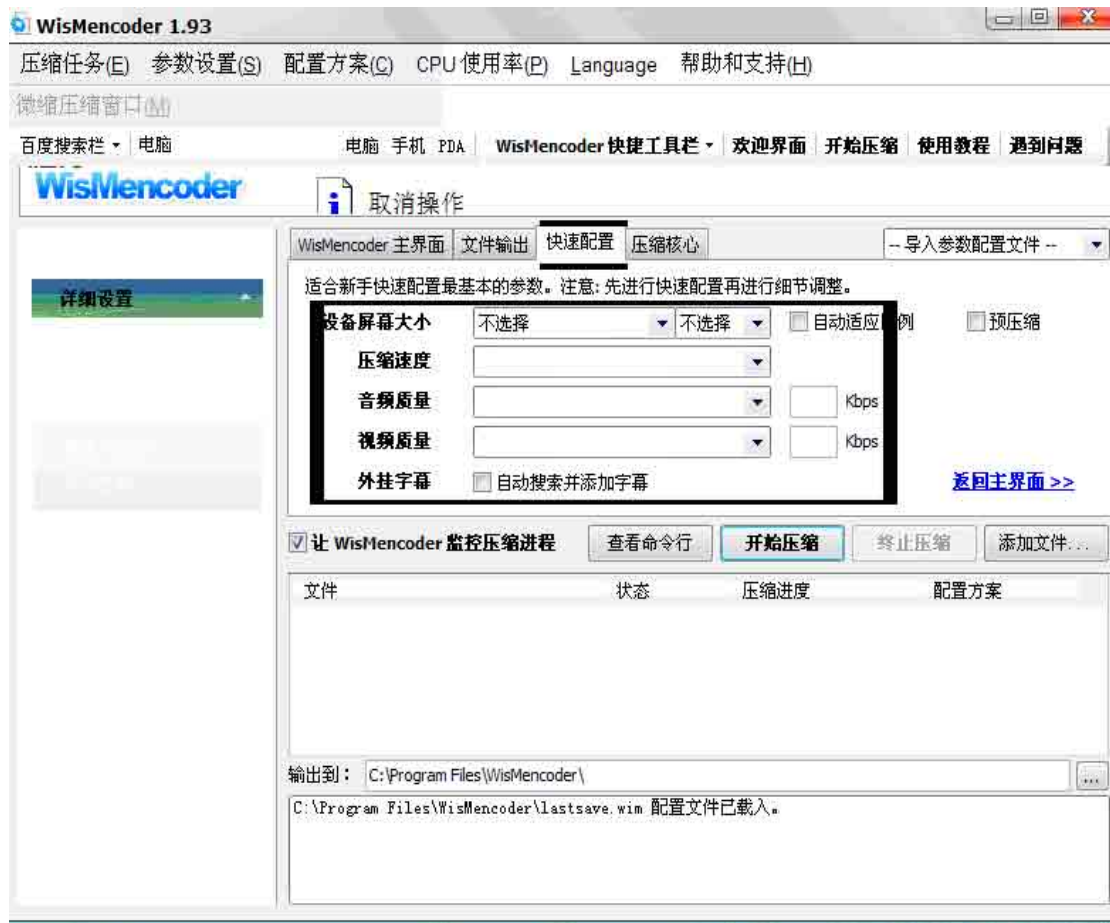 WisMencoder 1.93
压缩任务(E) 参数设置(S) 配置方案(C) CPU使用率(P) Language 帮助和支持(H)
微缩压缩窗口(M)
百度搜索栏 电脑 电脑 手机 PDA WisMencoder 快捷工具栏 欢迎界面 开始压缩 使用教程 遇到问题
WisMencoder 取消操作
WisMencoder 主界面 文件输出 快速配置 压缩核心 -- 导入参数配置文件 --
适合新手快速配置最基本的参数。注意: 先进行快速配置再进行细节调整。
详细设置
设备屏幕大小 不选择 不选择 自动适应 例 预压缩
压缩速度
音频质量 Kbps
视频质量 Kbps
外挂字幕 自动搜索并添加字幕 返回主界面 >>
让 WisMencoder 监控压缩进程 查看命令行 开始压缩 终止压缩 添加文件...
文件 状态 压缩进度 配置方案
输出到： C:\Program Files\WisMencoder\ ...
C:\Program Files\WisMencoder\lastsave.wim 配置文件已载入。